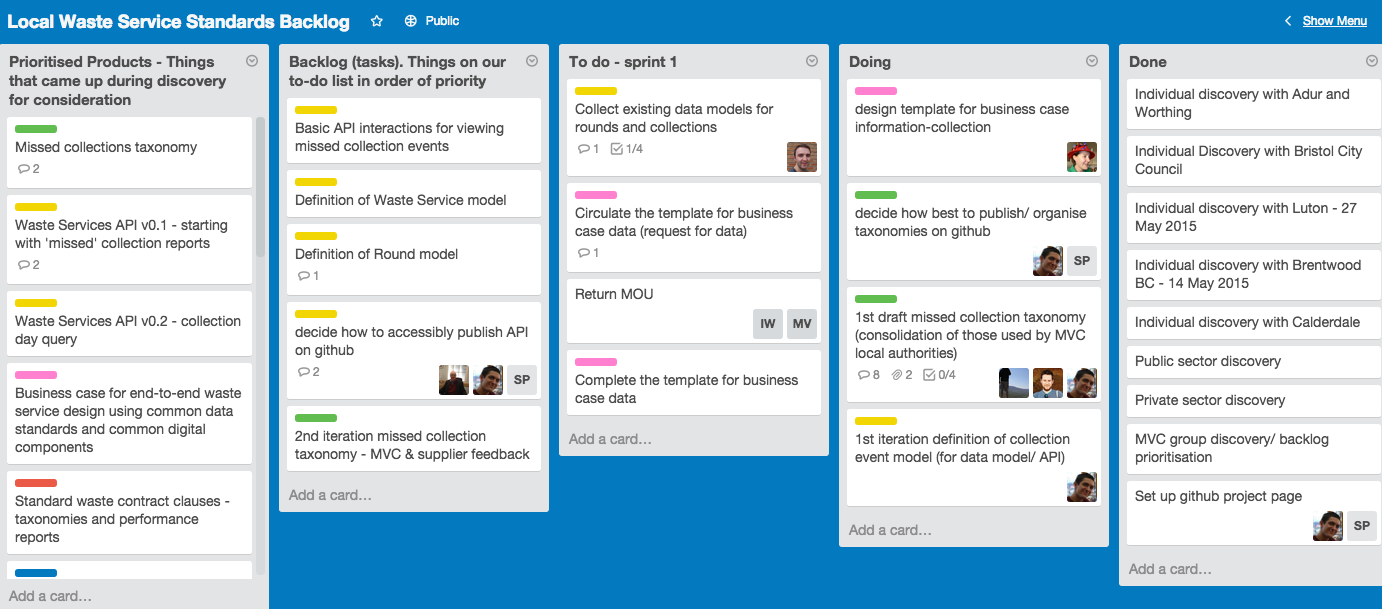 Local Waste Service Standards Backlog
Public
Show Menu
Prioritised Products - Things
that came up during discovery
for consideration
Missed collections taxonomy
2
Waste Services API v0.1 - starting
with 'missed' collection reports
2
Waste Services API v0.2 - collection
day query
Business case for end-to-end waste
service design using common data
standards and common digital
components
Standard waste contract clauses -
taxonomies and performance
reports
Add a card…
Backlog (tasks). Things on our
to-do list in order of priority
Basic API interactions for viewing
missed collection events
Definition of Waste Service model
Definition of Round model
1
decide how to accessibly publish API
on github
2
SP
2nd iteration missed collection
taxonomy - MVC & supplier feedback
Add a card…
To do - sprint 1
Collect existing data models for
rounds and collections
1 1/4
Circulate the template for business
case data (request for data)
1
Return MOU
IW MV
Complete the template for business
case data
Add a card…
Doing
design template for business case
information-collection
decide how best to publish/ organise
taxonomies on github
SP
1st draft missed collection taxonomy
(consolidation of those used by MVC
local authorities)
8 2 0/4
1st iteration definition of collection
event model (for data model/ API)
Add a card…
Done
Individual discovery with Adur and
Worthing
Individual Discovery with Bristol City
Council
Individual discovery with Luton - 27
May 2015
Individual discovery with Brentwood
BC - 14 May 2015
Individual discovery with Calderdale
Public sector discovery
Private sector discovery
MVC group discovery/ backlog
prioritisation
Set up github project page
SP
Add a card…